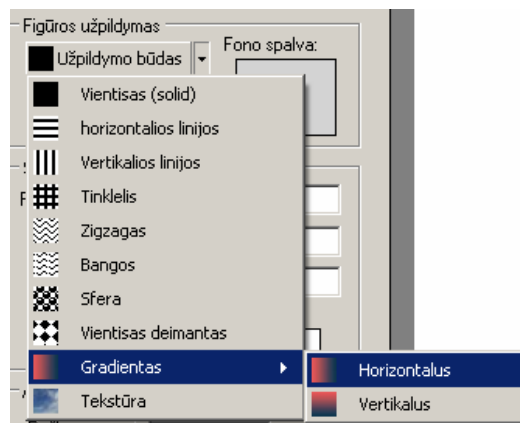 Figūros užpildymas
Užpildymo būdas
Fono spalva:
Vientisas (solid)
horizontalios linijos
Vertikalios linijos
Tinklelis
Zigzagas
Bangos
Sfera
Vientisas deimantas
Gradientas
Horizontalus
Tekstūra
Vertikalus